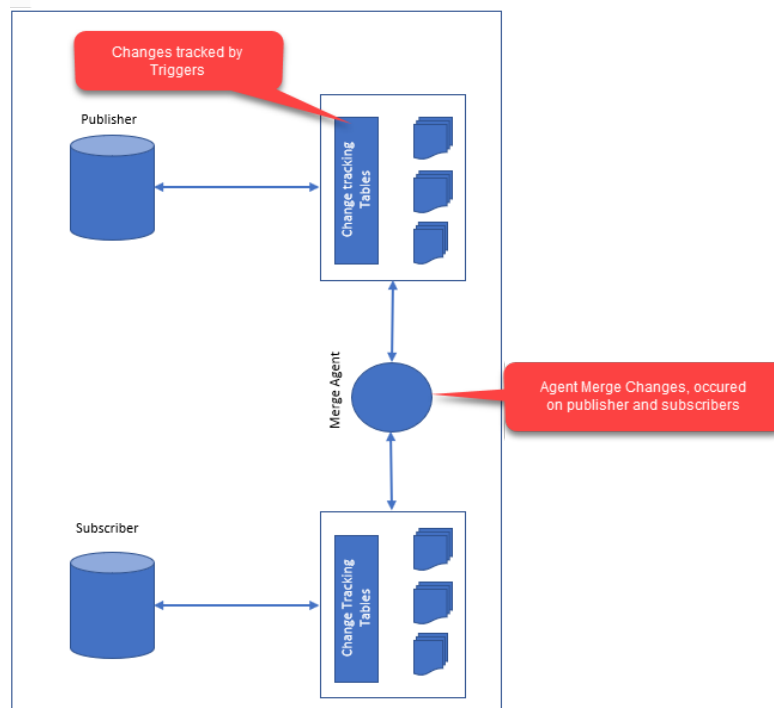 Changes tracked by
Triggers
Publisher
Change tracking
Tables
Merge Agent
Agent Merge Changes, occured
on publisher and subscribers
Subscriber
Change Tracking
Tables